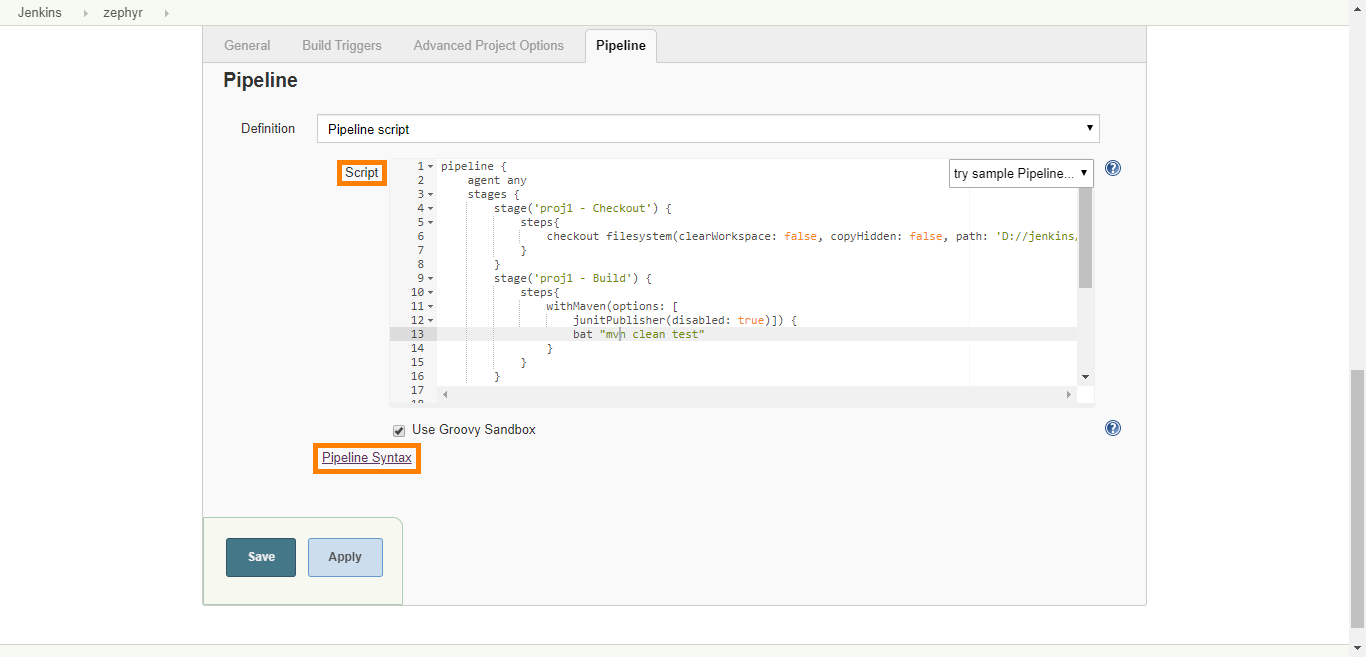 Jenkins zephyr
General Build Triggers Advanced Project Options Pipeline
Pipeline
Definition Pipeline script
Script
try sample Pipeline...
1 pipeline {
2 agent any
3 stages {
4 stage('proj1 - Checkout') {
5 steps{
6 checkout filesystem(clearWorkspace: false, copyHidden: false, path: 'D://jenkins/
7 }
8 }
9 stage('proj1 - Build') {
10 steps{
11 withMaven(options: [
12 junitPublisher(disabled: true)]) {
13 bat "mvn clean test"
14 }
15 }
16 }
17
18
Use Groovy Sandbox
Pipeline Syntax
Save Apply